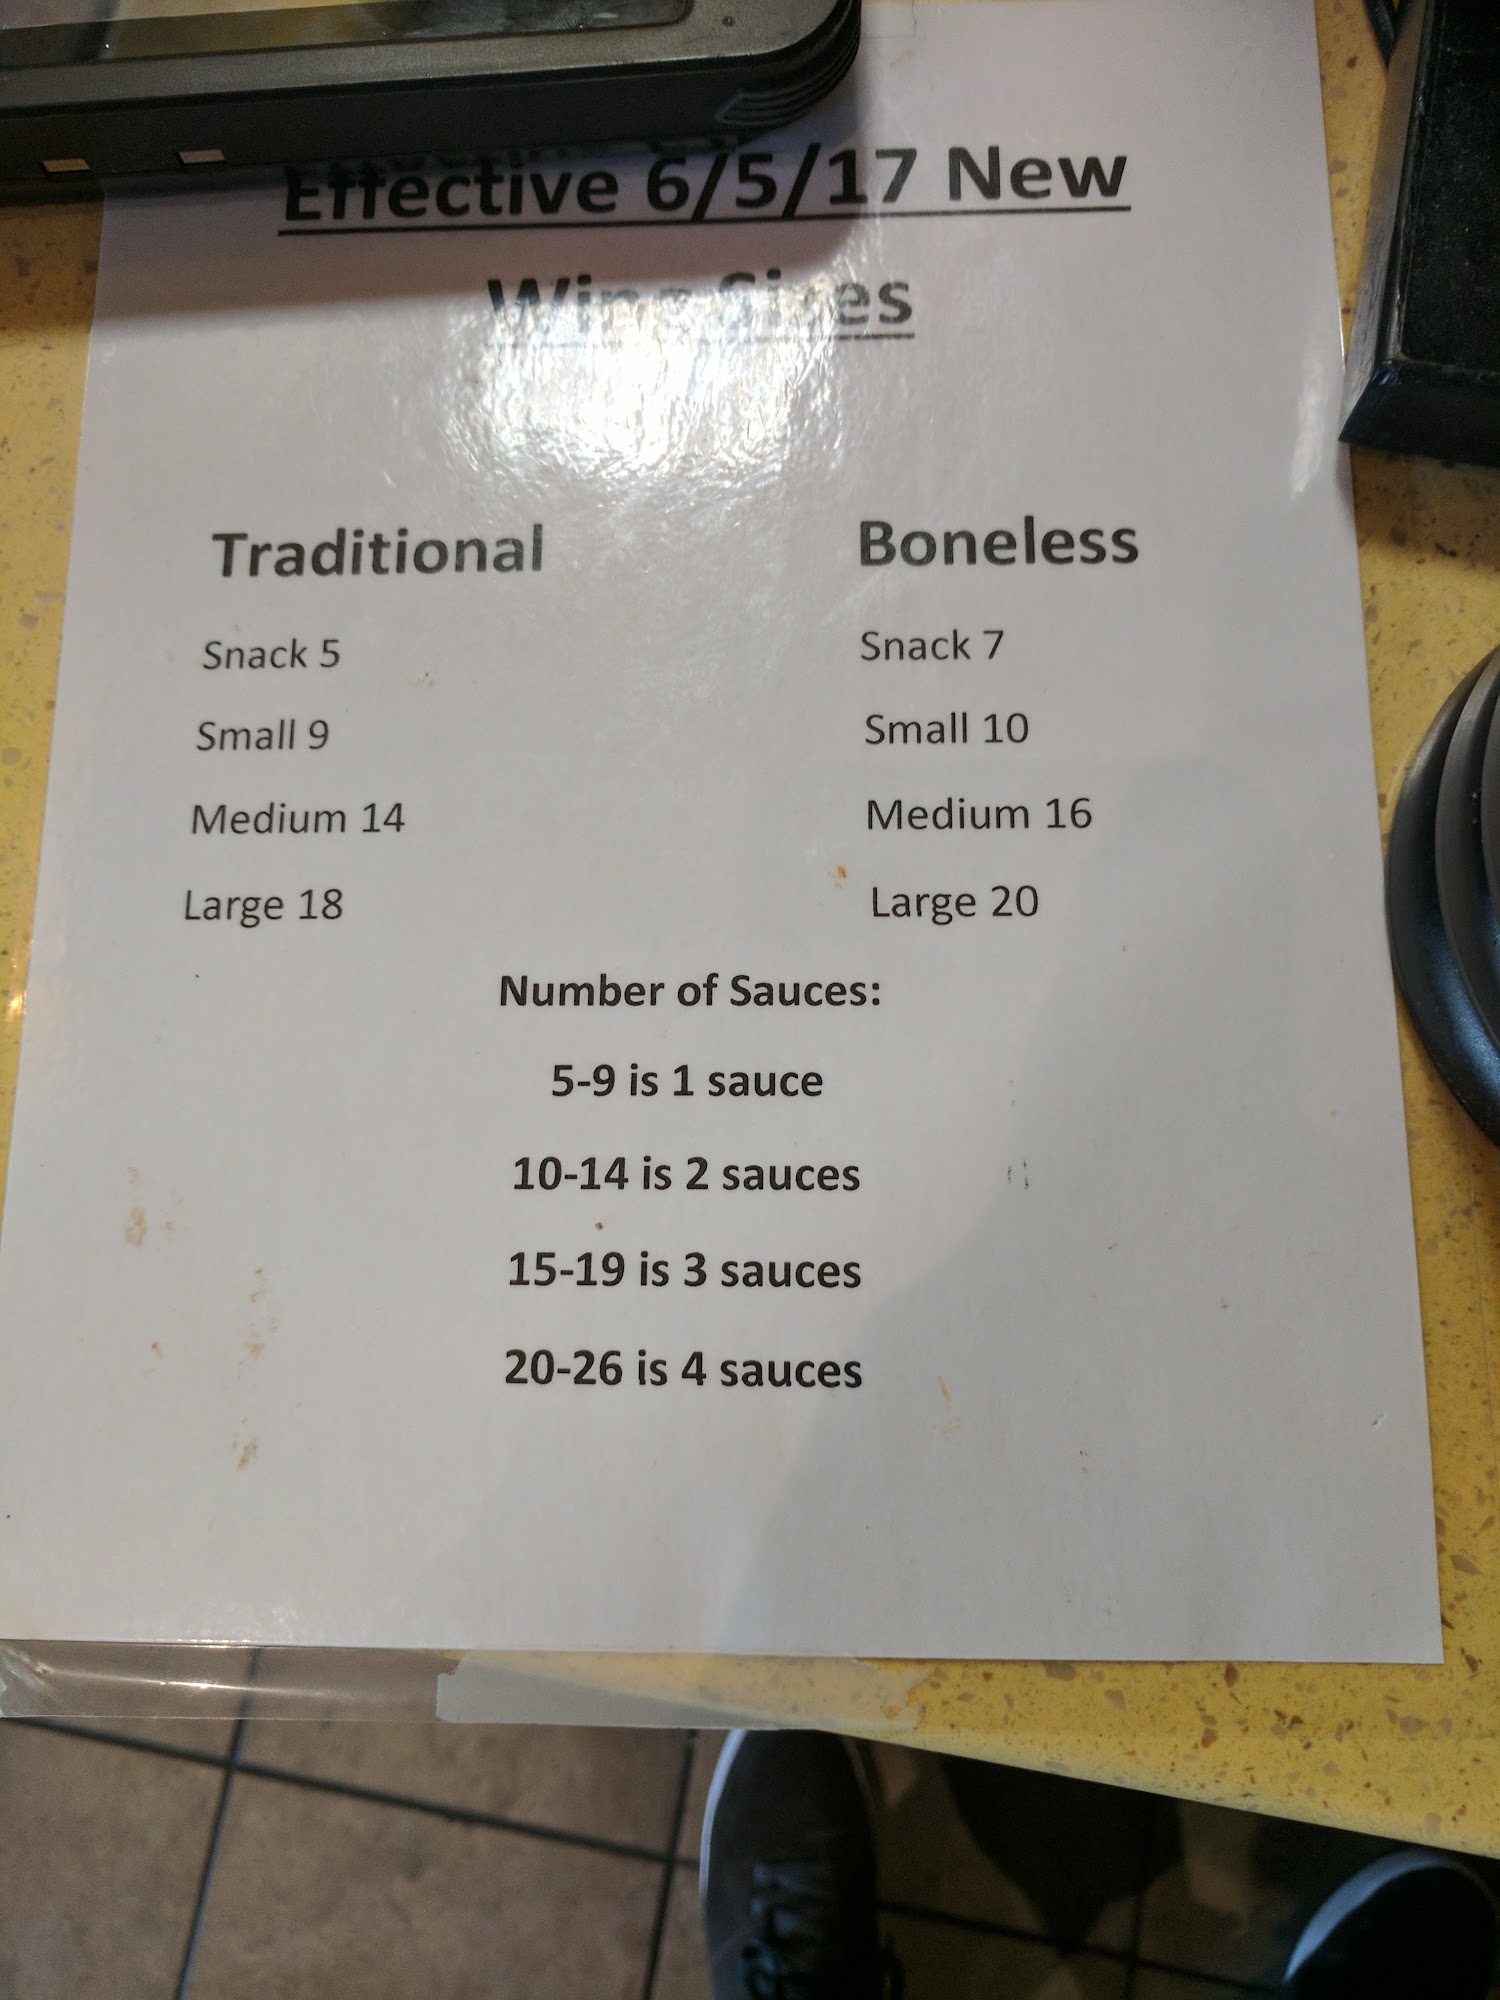 Effective 6/5/17 New
Wing Sizes
Traditional
Boneless
Snack 5
Snack 7
Small 9
Small 10
Medium 14
Medium 16
Large 18
Large 20
Number of Sauces:
5-9 is 1 sauce
10-14 is 2 sauces
15-19 is 3 sauces
20-26 is 4 sauces